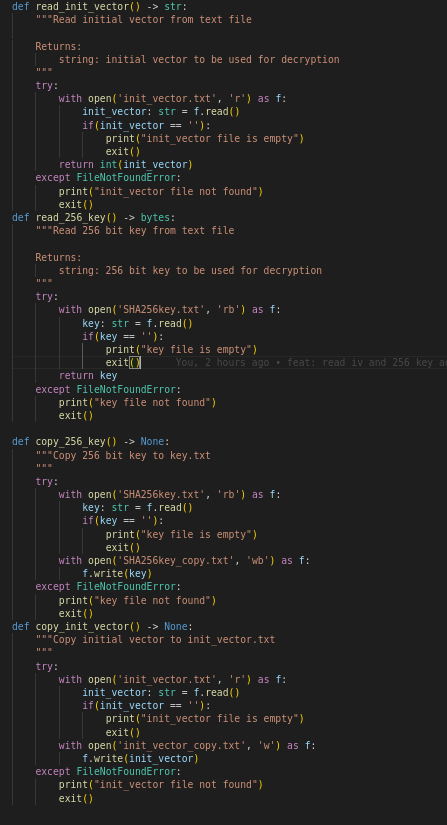 def read_init_vector() -> str:
    """Read initial vector from text file

    Returns:
        string: initial vector to be used for decryption
    """
    try:
        with open('init_vector.txt', 'r') as f:
            init_vector: str = f.read()
            if(init_vector == ''):
                print("init_vector file is empty")
                exit()
        return int(init_vector)
    except FileNotFoundError:
        print("init_vector file not found")
        exit()
def read_256_key() -> bytes:
    """Read 256 bit key from text file

    Returns:
        string: 256 bit key to be used for decryption
    """
    try:
        with open('SHA256key.txt', 'rb') as f:
            key: str = f.read()
            if(key == ''):
                print("key file is empty")
                exit()      You, 2 hours ago • feat: read iv and 256 key
        return key
    except FileNotFoundError:
        print("key file not found")
        exit()

def copy_256_key() -> None:
    """Copy 256 bit key to key.txt
    """
    try:
        with open('SHA256key.txt', 'rb') as f:
            key: str = f.read()
            if(key == ''):
                print("key file is empty")
                exit()
        with open('SHA256key_copy.txt', 'wb') as f:
            f.write(key)
    except FileNotFoundError:
        print("key file not found")
        exit()
def copy_init_vector() -> None:
    """Copy initial vector to init_vector.txt
    """
    try:
        with open('init_vector.txt', 'r') as f:
            init_vector: str = f.read()
            if(init_vector == ''):
                print("init_vector file is empty")
                exit()
        with open('init_vector_copy.txt', 'w') as f:
            f.write(init_vector)
    except FileNotFoundError:
        print("init_vector file not found")
        exit()